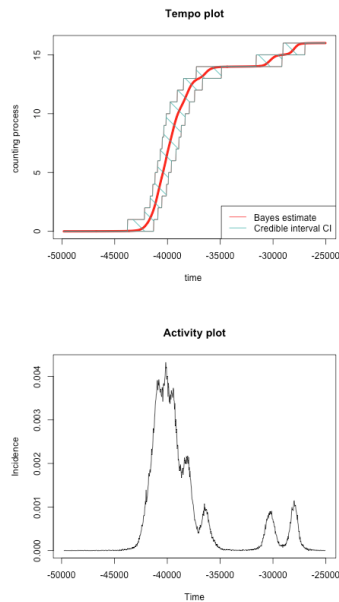 Tempo plot
counting process
15
10
5
0
Bayes estimate
Credible interval CI
-50000 -45000 -40000 -35000 -30000 -25000
time
Activity plot
Incidence
0.004
0.003
0.002
0.001
0.000
-50000 -45000 -40000 -35000 -30000 -25000
Time